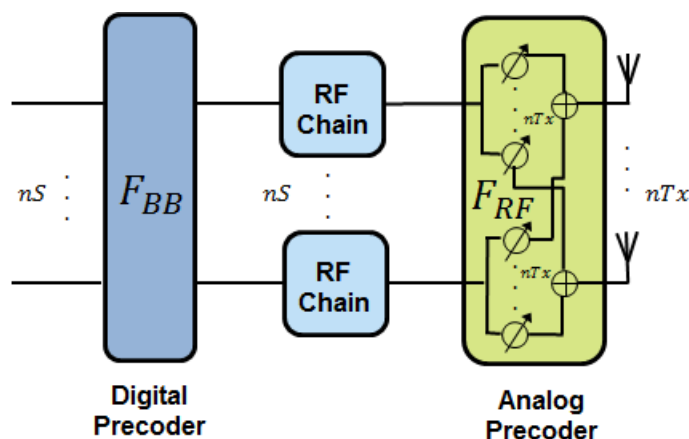 RF
Chain
nTx
nS
F_BB
nS
F_RF
nTx
RF
Chain
nTx
Digital
Precoder
Analog
Precoder